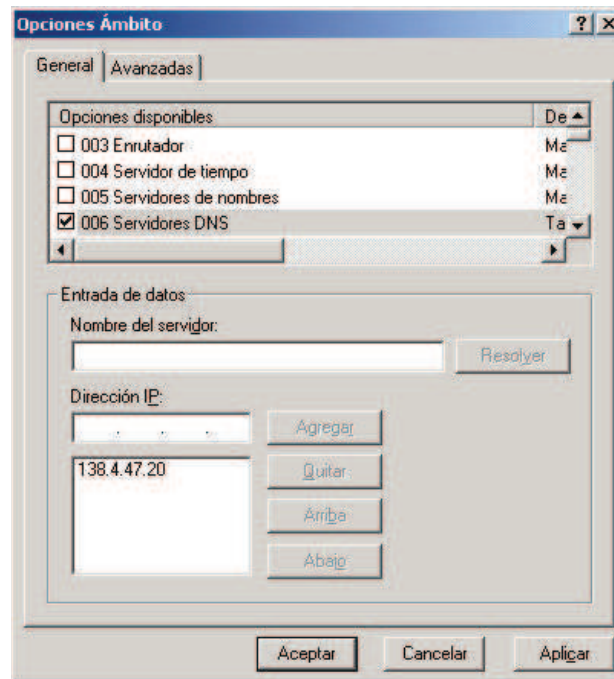 Opciones Ámbito
General
Avanzadas
Opciones disponibles
De
003 Enrutador
Ma
004 Servidor de tiempo
Ma
005 Servidores de nombres
Ma
006 Servidores DNS
Ta
Entrada de datos
Nombre del servidor:
Resolver
Dirección IP:
Agregar
138.4.47.20
Quitar
Arriba
Abajo
Aceptar
Cancelar
Aplicar